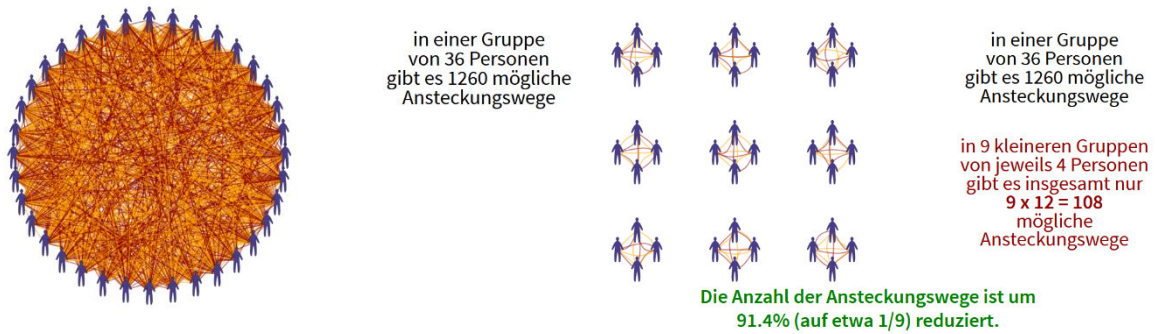 in einer Gruppe
von 36 Personen
gibt es 1260 mögliche
Ansteckungswege
in einer Gruppe
von 36 Personen
gibt es 1260 mögliche
Ansteckungswege
in 9 kleineren Gruppen
von jeweils 4 Personen
gibt es insgesamt nur
9 x 12 = 108
mögliche
Ansteckungswege
Die Anzahl der Ansteckungswege ist um
91.4% (auf etwa 1/9) reduziert.